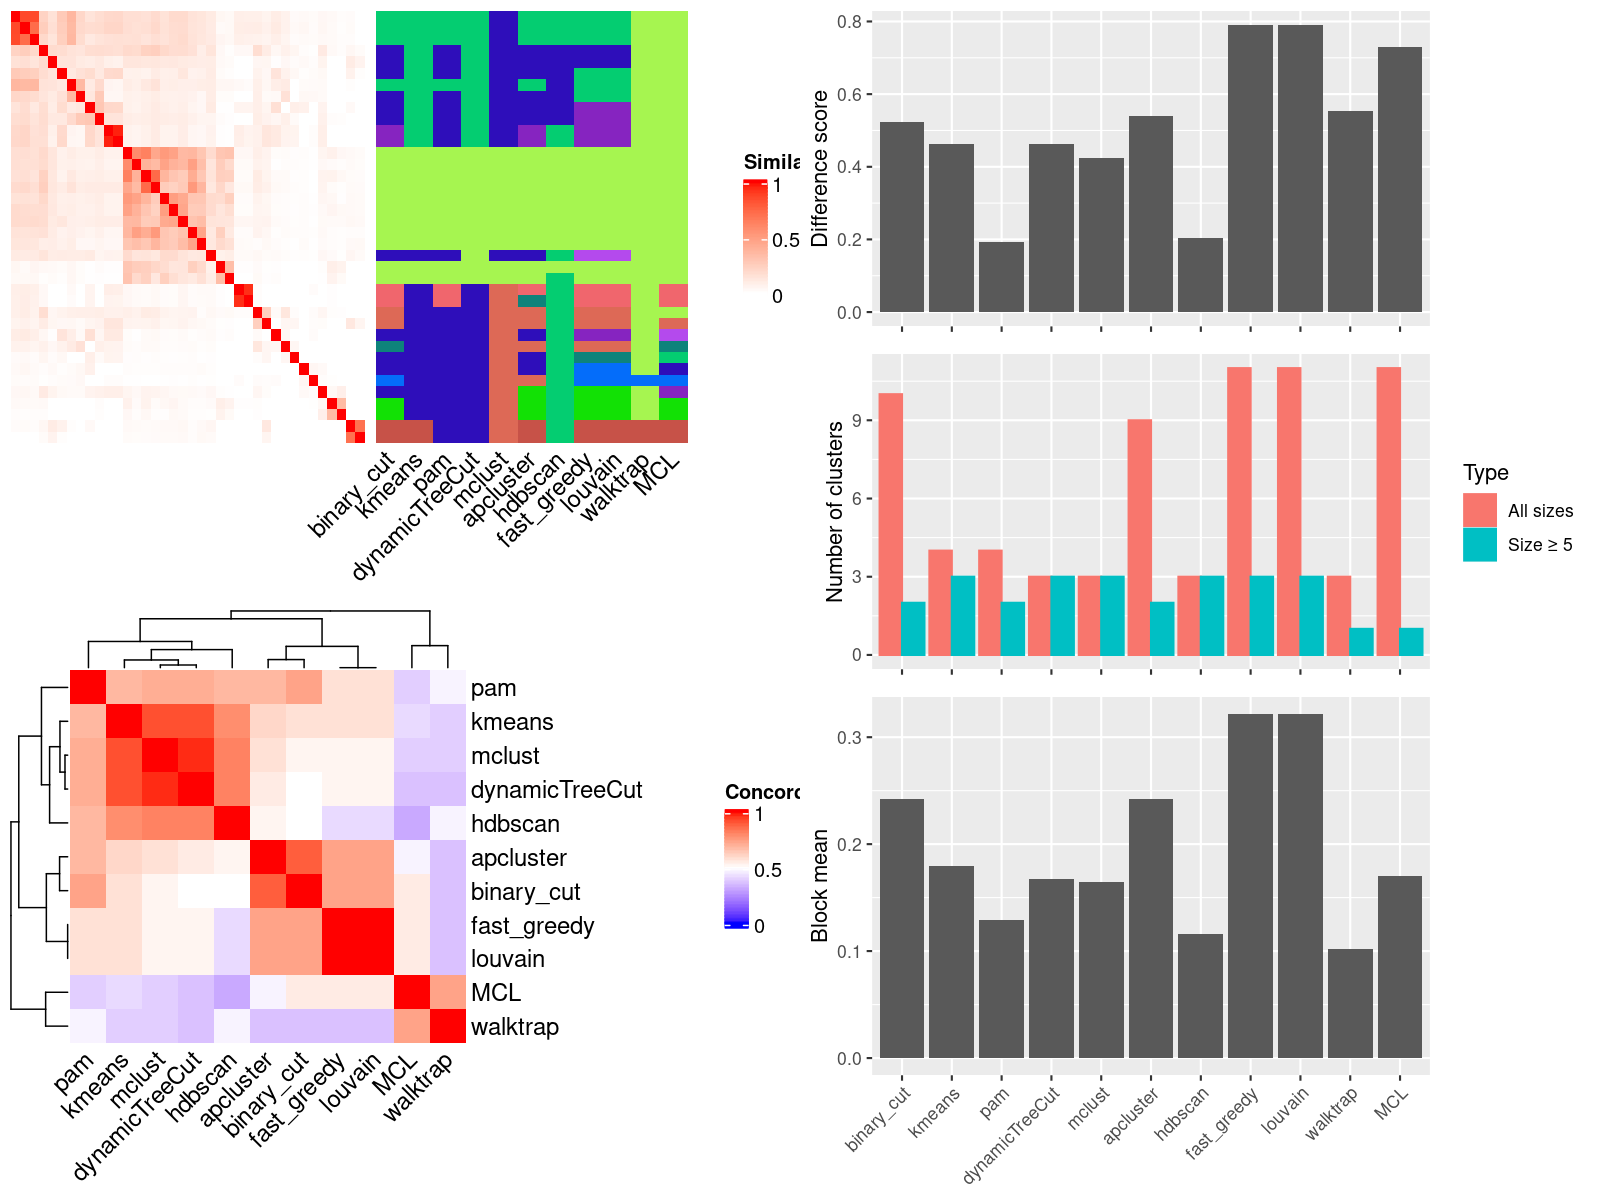 Simila
1
0.5
0
binary_cut
kmeans
pam
dynamicTreeCut
mclust
apcluster
hdbscan
fast_greedy
louvain
walktrap
MCL
pam
kmeans
mclust
dynamicTreeCut
hdbscan
apcluster
binary_cut
fast_greedy
louvain
MCL
walktrap
Concord
1
0.5
0
pam
kmeans
mclust
dynamicTreeCut
hdbscan
apcluster
binary_cut
fast_greedy
louvain
MCL
walktrap
Difference score
0.8
0.6
0.4
0.2
0.0
Number of clusters
9
6
3
0
Type
All sizes
Size ≥ 5
Block mean
0.3
0.2
0.1
0.0
binary_cut
kmeans
pam
dynamicTreeCut
mclust
apcluster
hdbscan
fast_greedy
louvain
walktrap
MCL